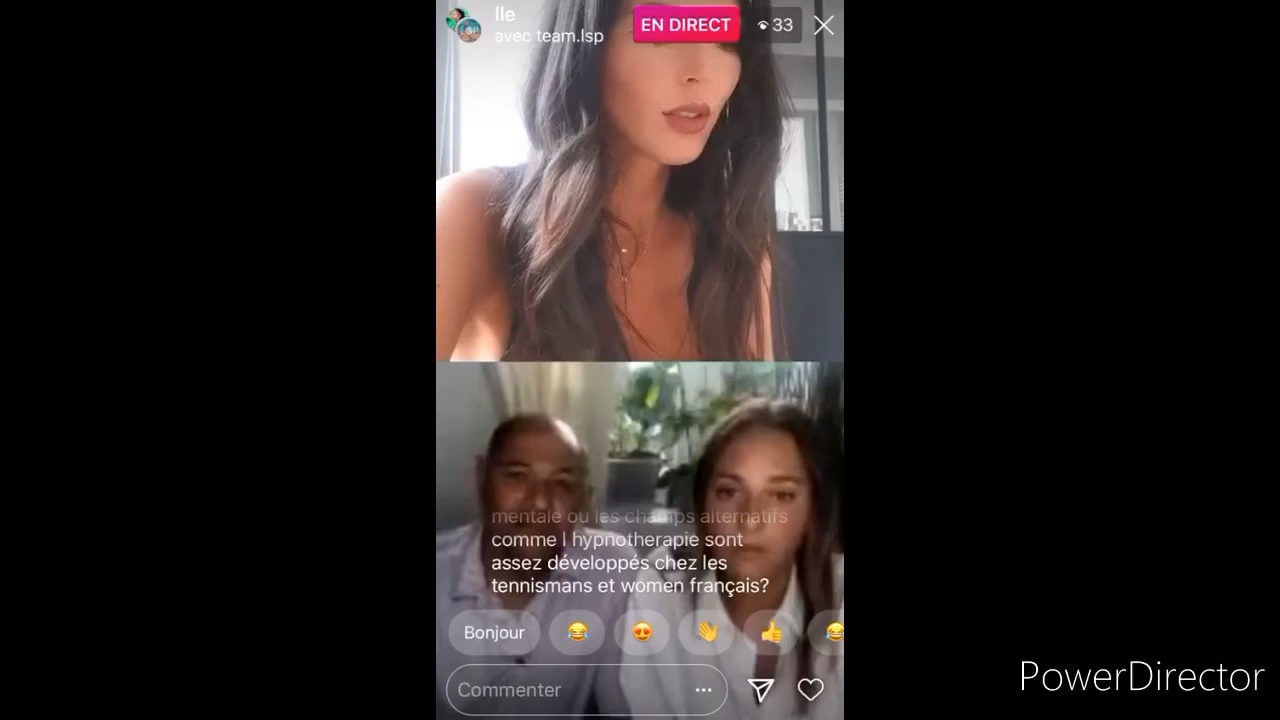 lle
avec team.lsp
EN DIRECT
33
mentale ou les champs alternatifs
comme l hypnotherapie sont
assez développés chez les
tennismans et women français?
Bonjour
Commenter
PowerDirector